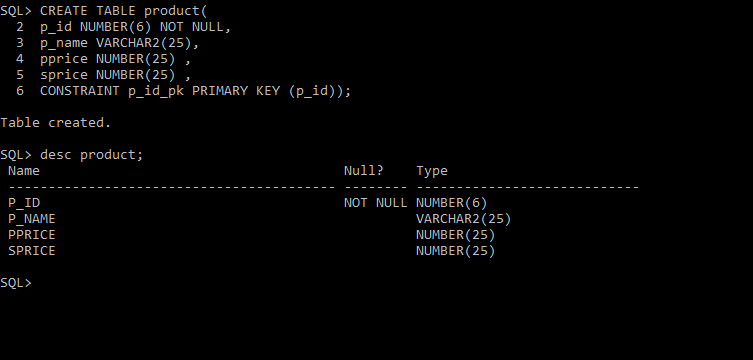 SQL> CREATE TABLE product(
  2  p_id NUMBER(6) NOT NULL,
  3  p_name VARCHAR2(25),
  4  pprice NUMBER(25) ,
  5  sprice NUMBER(25) ,
  6  CONSTRAINT p_id_pk PRIMARY KEY (p_id));
Table created.
SQL> desc product;
 Name                                      Null?    Type
 ----------------------------------------- -------- ----------------------------
 P_ID                                      NOT NULL NUMBER(6)
 P_NAME                                             VARCHAR2(25)
 PPRICE                                             NUMBER(25)
 SPRICE                                             NUMBER(25)
SQL>